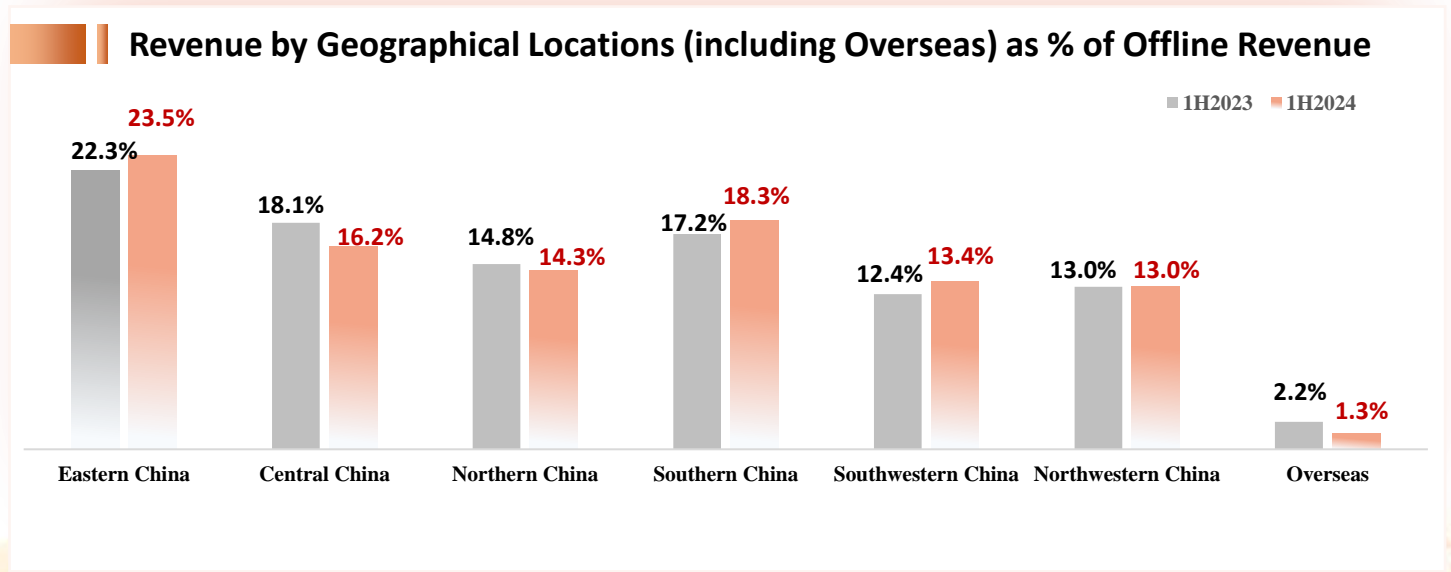 Revenue by Geographical Locations (including Overseas) as % of Offline Revenue
1H2023 1H2024
22.3% 23.5%
18.1% 16.2%
14.8% 14.3%
17.2% 18.3%
12.4% 13.4%
13.0% 13.0%
2.2% 1.3%
Eastern China Central China Northern China Southern China Southwestern China Northwestern China Overseas